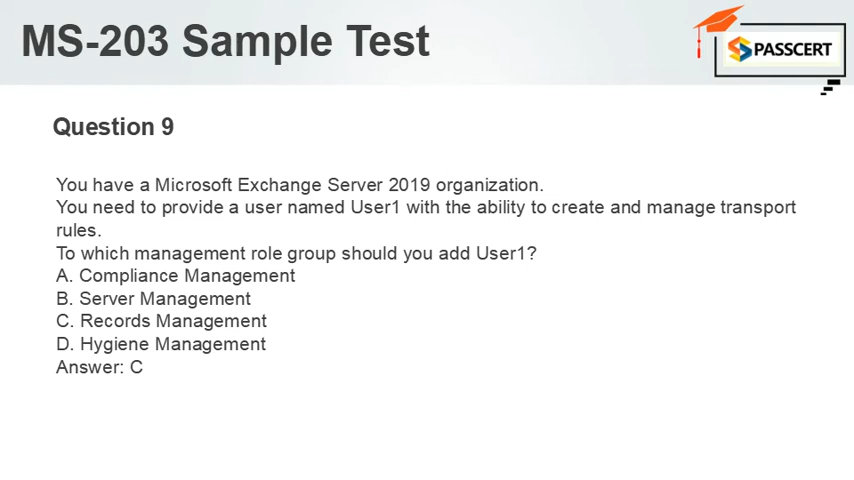 MS-203 Sample Test
PASSCERT
Question 9
You have a Microsoft Exchange Server 2019 organization.
You need to provide a user named User1 with the ability to create and manage transport
rules.
To which management role group should you add User1?
A. Compliance Management
B. Server Management
C. Records Management
D. Hygiene Management
Answer: C